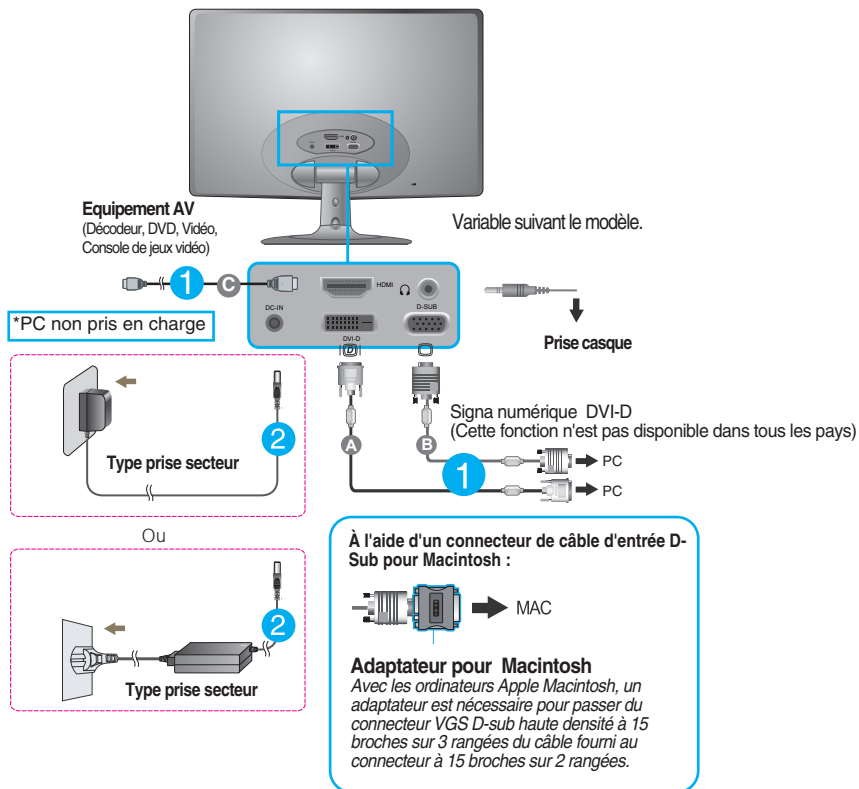 Equipement AV
(Décodeur, DVD, Vidéo,
Console de jeux vidéo)
Variable suivant le modèle.
1
C
HDMI
DC-IN
D-SUB
DVI-D
*PC non pris en charge
Prise casque
2
Type prise secteur
A
B
Signa numérique DVI-D
(Cette fonction n'est pas disponible dans tous les pays)
1
PC
PC
Ou
2
Type prise secteur
À l'aide d'un connecteur de câble d'entrée D-
Sub pour Macintosh :
MAC
Adaptateur pour Macintosh
Avec les ordinateurs Apple Macintosh, un
adaptateur est nécessaire pour passer du
connecteur VGS D-sub haute densité à 15
broches sur 3 rangées du câble fourni au
connecteur à 15 broches sur 2 rangées.